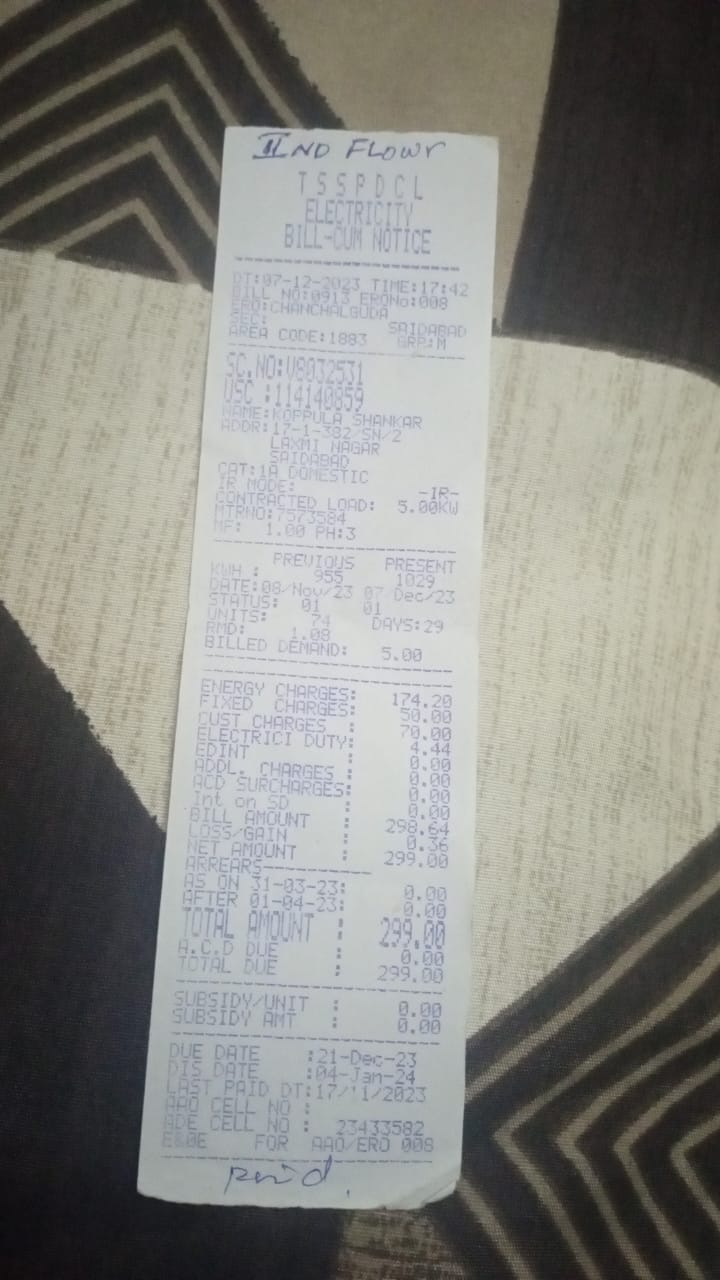 IIND FLOWR
TSSPDCL
ELECTRICITY
BILL-CUM NOTICE
DT:07-12-2023 TIME:17:42
BILL NO:0913 ERONo:008
ERO:CHANCHALGUDA
SEC: SAIDABAD
AREA CODE:1883 GRP:M
SC.NO:V8032531
USC :114140859
NAME:KOPPULA SHANKAR
ADDR:17-1-382/SN/2
LAXMI NAGAR
SAIDABAD
CAT:1A DOMESTIC
IR MODE: -IR-
CONTRACTED LOAD: 5.00KW
MTRNO:7573584
MF: 1.00 PH:3
PREVIOUS PRESENT
KWH : 955 1029
DATE:08/Nov/23 07/Dec/23
STATUS: 01 01
UNITS: 74 DAYS:29
RMD: 1.08
BILLED DEMAND: 5.00
ENERGY CHARGES: 174.20
FIXED CHARGES: 50.00
CUST CHARGES : 70.00
ELECTRICI DUTY: 4.44
EDINT : 0.00
ADDL. CHARGES : 0.00
ACD SURCHARGES: 0.00
Int on SD : 0.00
BILL AMOUNT : 298.64
LOSS/GAIN : 0.36
NET AMOUNT : 299.00
ARREARS--------------
AS ON 31-03-23: 0.00
AFTER 01-04-23: 0.00
TOTAL AMOUNT : 299.00
A.C.D DUE : 0.00
TOTAL DUE : 299.00
SUBSIDY/UNIT : 0.00
SUBSIDY AMT : 0.00
DUE DATE :21-Dec-23
DIS DATE :04-Jan-24
LAST PAID DT:17/11/2023
AAO CELL NO :
ADE CELL NO : 23433582
E&OE FOR AAO/ERO 008
paid.